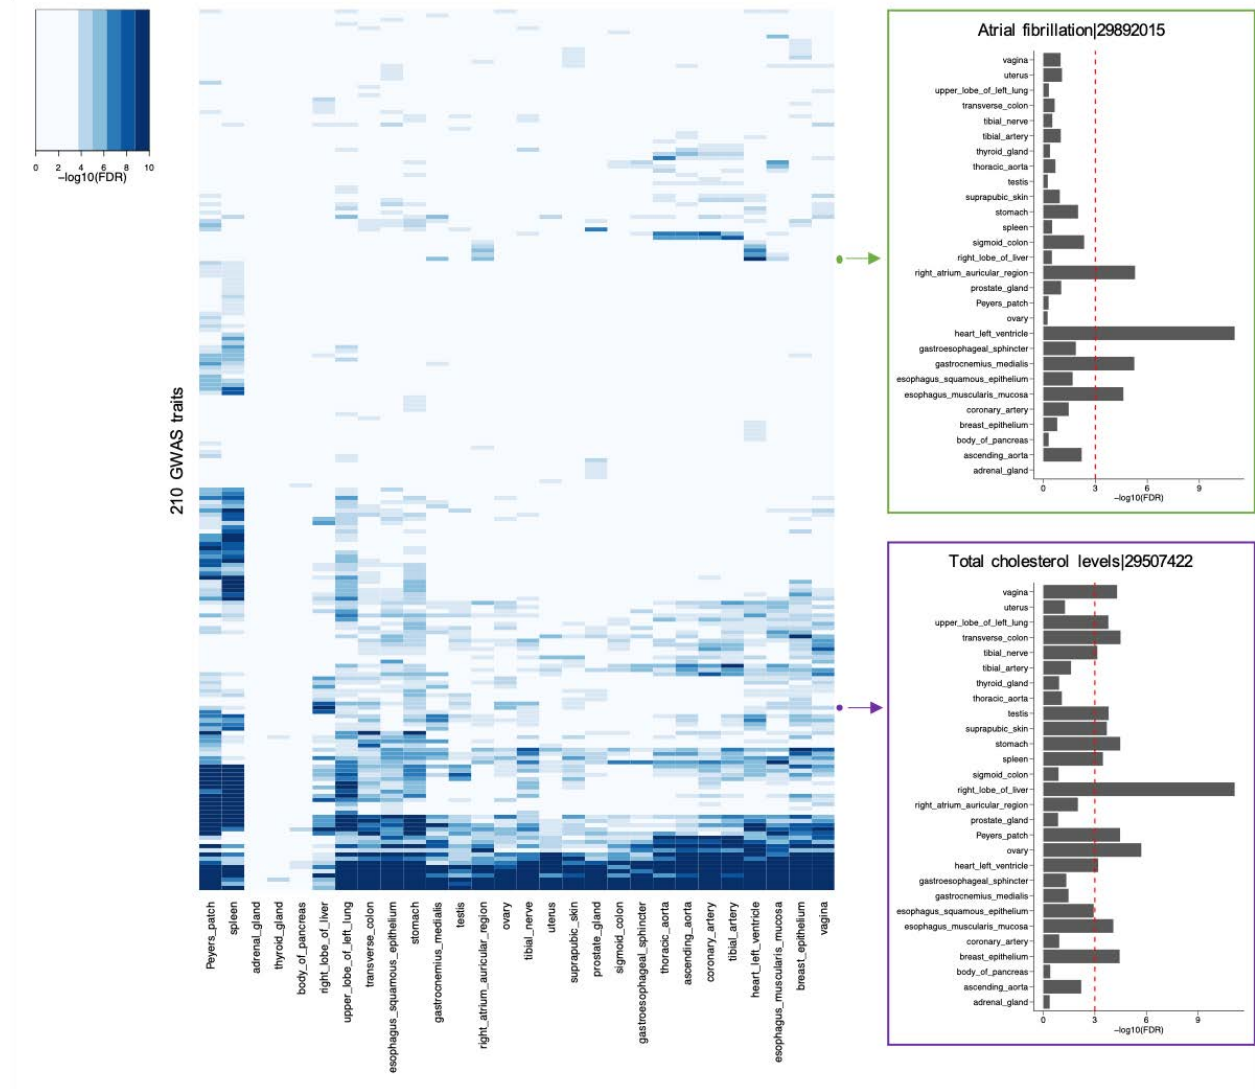 0 2 4 6 8 10
−log10(FDR)
210 GWAS traits
Peyers_patch
spleen
adrenal_gland
thyroid_gland
body_of_pancreas
right_lobe_of_liver
upper_lobe_of_left_lung
transverse_colon
esophagus_squamous_epithelium
stomach
gastrocnemius_medialis
testis
right_atrium_auricular_region
ovary
tibial_nerve
uterus
suprapubic_skin
prostate_gland
sigmoid_colon
gastroesophageal_sphincter
thoracic_aorta
ascending_aorta
coronary_artery
tibial_artery
heart_left_ventricle
esophagus_muscularis_mucosa
breast_epithelium
vagina
Atrial fibrillation|29892015
vagina
uterus
upper_lobe_of_left_lung
transverse_colon
tibial_nerve
tibial_artery
thyroid_gland
thoracic_aorta
testis
suprapubic_skin
stomach
spleen
sigmoid_colon
right_lobe_of_liver
right_atrium_auricular_region
prostate_gland
Peyers_patch
ovary
heart_left_ventricle
gastroesophageal_sphincter
gastrocnemius_medialis
esophagus_squamous_epithelium
esophagus_muscularis_mucosa
coronary_artery
breast_epithelium
body_of_pancreas
ascending_aorta
adrenal_gland
0 3 6 9
−log10(FDR)
Total cholesterol levels|29507422
vagina
uterus
upper_lobe_of_left_lung
transverse_colon
tibial_nerve
tibial_artery
thyroid_gland
thoracic_aorta
testis
suprapubic_skin
stomach
spleen
sigmoid_colon
right_lobe_of_liver
right_atrium_auricular_region
prostate_gland
Peyers_patch
ovary
heart_left_ventricle
gastroesophageal_sphincter
gastrocnemius_medialis
esophagus_squamous_epithelium
esophagus_muscularis_mucosa
coronary_artery
breast_epithelium
body_of_pancreas
ascending_aorta
adrenal_gland
0 3 6 9
−log10(FDR)